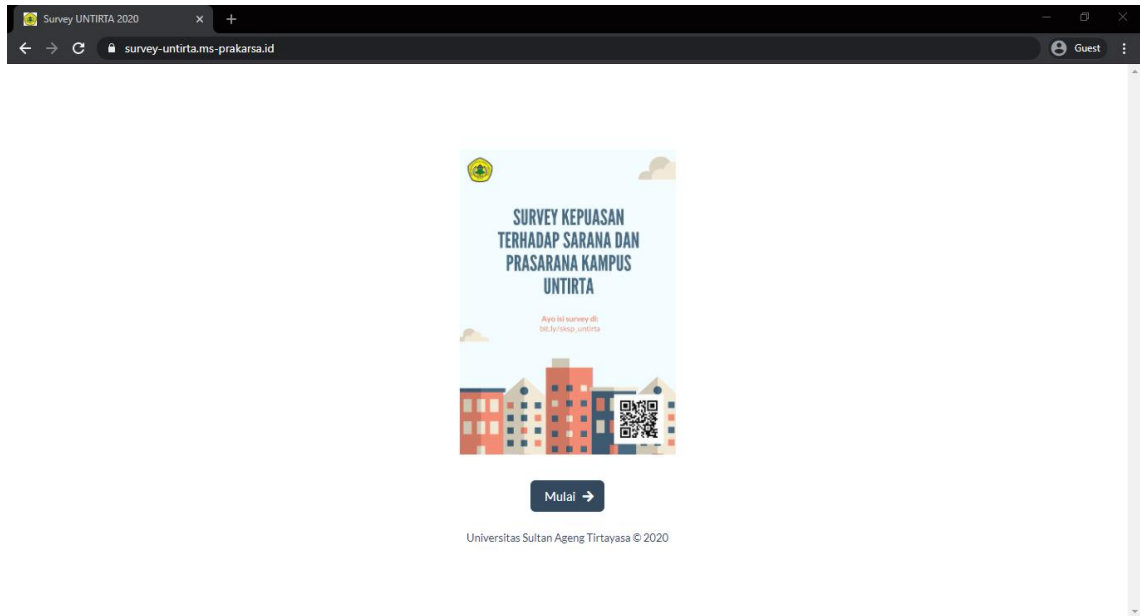 Survey UNTIRTA 2020
survey-untirta.ms-prakarsa.id
Guest
SURVEY KEPUASAN
TERHADAP SARANA DAN
PRASARANA KAMPUS
UNTIRTA
Ayo isi survey di:
bit.ly/sksp_untirta
Mulai
Universitas Sultan Ageng Tirtayasa © 2020